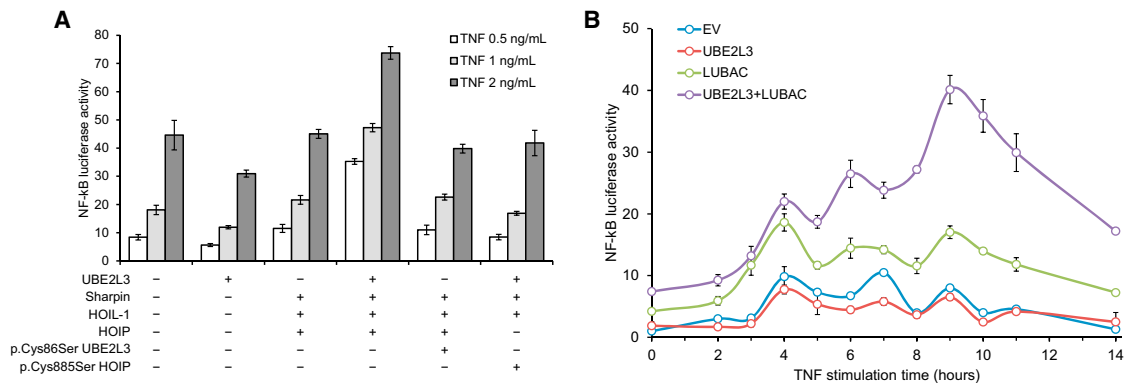 A
B
NF-kB luciferase activity
80
70
60
50
40
30
20
10
0
TNF 0.5 ng/mL
TNF 1 ng/mL
TNF 2 ng/mL
UBE2L3 – + – + – +
Sharpin – – + + + +
HOIL-1 – – + + + +
HOIP – – + + + –
p.Cys86Ser UBE2L3 – – – – + –
p.Cys885Ser HOIP – – – – – +
NF-kB luciferase activity
50
40
30
20
10
0
EV
UBE2L3
LUBAC
UBE2L3+LUBAC
0 2 4 6 8 10 12 14
TNF stimulation time (hours)